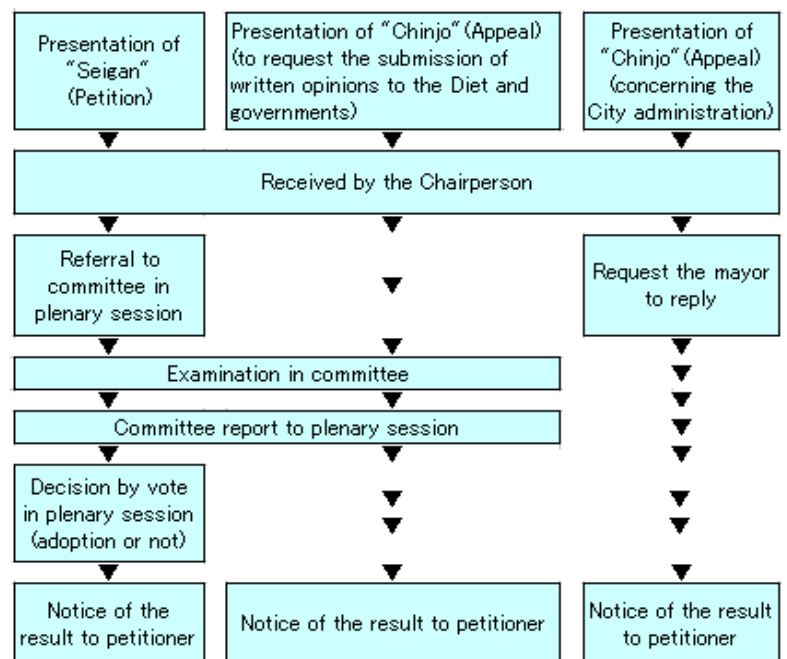 Presentation of
"Seigan"
(Petition)
Presentation of "Chinjo" (Appeal)
(to request the submission of
written opinions to the Diet and
governments)
Presentation of
"Chinjo" (Appeal)
(concerning the
City administration)
Received by the Chairperson
Referral to
committee in
plenary session
Request the mayor
to reply
Examination in committee
Committee report to plenary session
Decision by vote
in plenary session
(adoption or not)
Notice of the
result to petitioner
Notice of the result to petitioner
Notice of the result
to petitioner